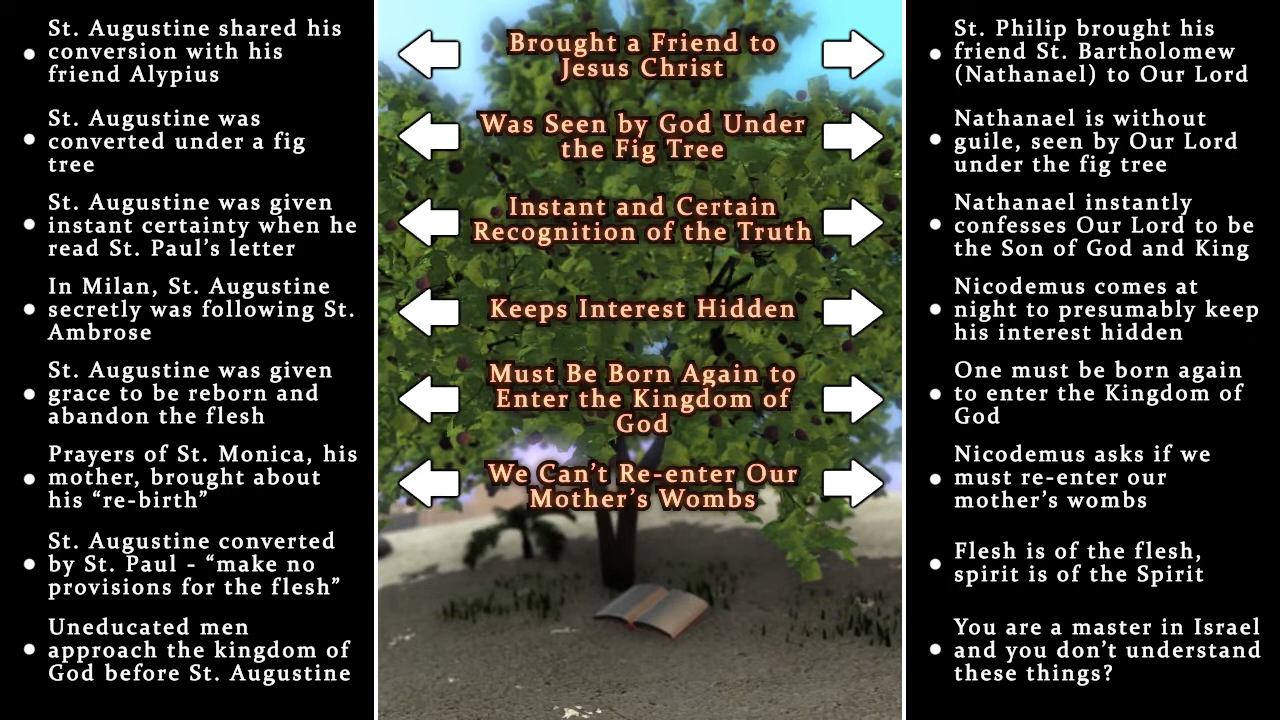 St. Augustine shared his
conversion with his
friend Alypius
St. Augustine was
converted under a fig
tree
St. Augustine was given
instant certainty when he
read St. Paul’s letter
In Milan, St. Augustine
secretly was following St.
Ambrose
St. Augustine was given
grace to be reborn and
abandon the flesh
Prayers of St. Monica, his
mother, brought about
his “re-birth”
St. Augustine converted
by St. Paul - “make no
provisions for the flesh”
Uneducated men
approach the kingdom of
God before St. Augustine
Brought a Friend to
Jesus Christ
Was Seen by God Under
the Fig Tree
Instant and Certain
Recognition of the Truth
Keeps Interest Hidden
Must Be Born Again to
Enter the Kingdom of
God
We Can’t Re-enter Our
Mother’s Wombs
St. Philip brought his
friend St. Bartholomew
(Nathanael) to Our Lord
Nathanael is without
guile, seen by Our Lord
under the fig tree
Nathanael instantly
confesses Our Lord to be
the Son of God and King
Nicodemus comes at
night to presumably keep
his interest hidden
One must be born again
to enter the Kingdom of
God
Nicodemus asks if we
must re-enter our
mother’s wombs
Flesh is of the flesh,
spirit is of the Spirit
You are a master in Israel
and you don’t understand
these things?